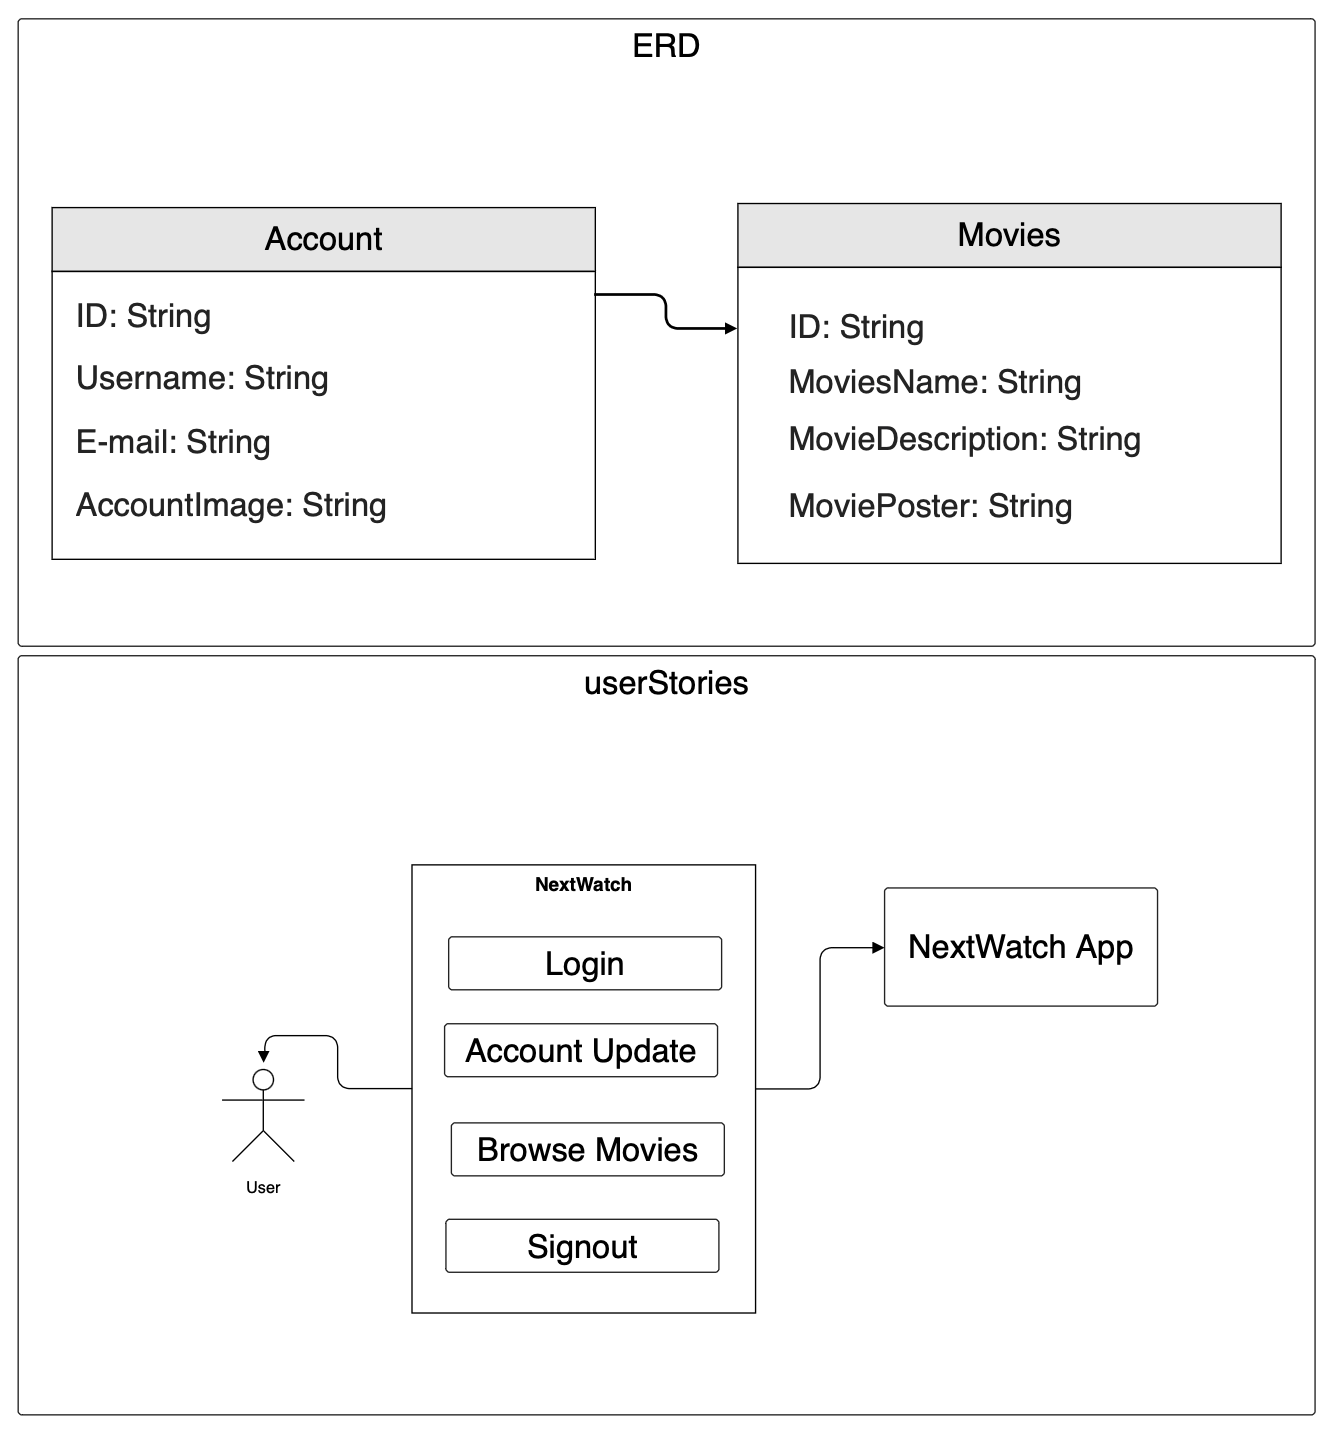 ERD
Account
ID: String
Username: String
E-mail: String
AccountImage: String
Movies
ID: String
MoviesName: String
MovieDescription: String
MoviePoster: String
userStories
NextWatch
Login
Account Update
Browse Movies
Signout
NextWatch App
User